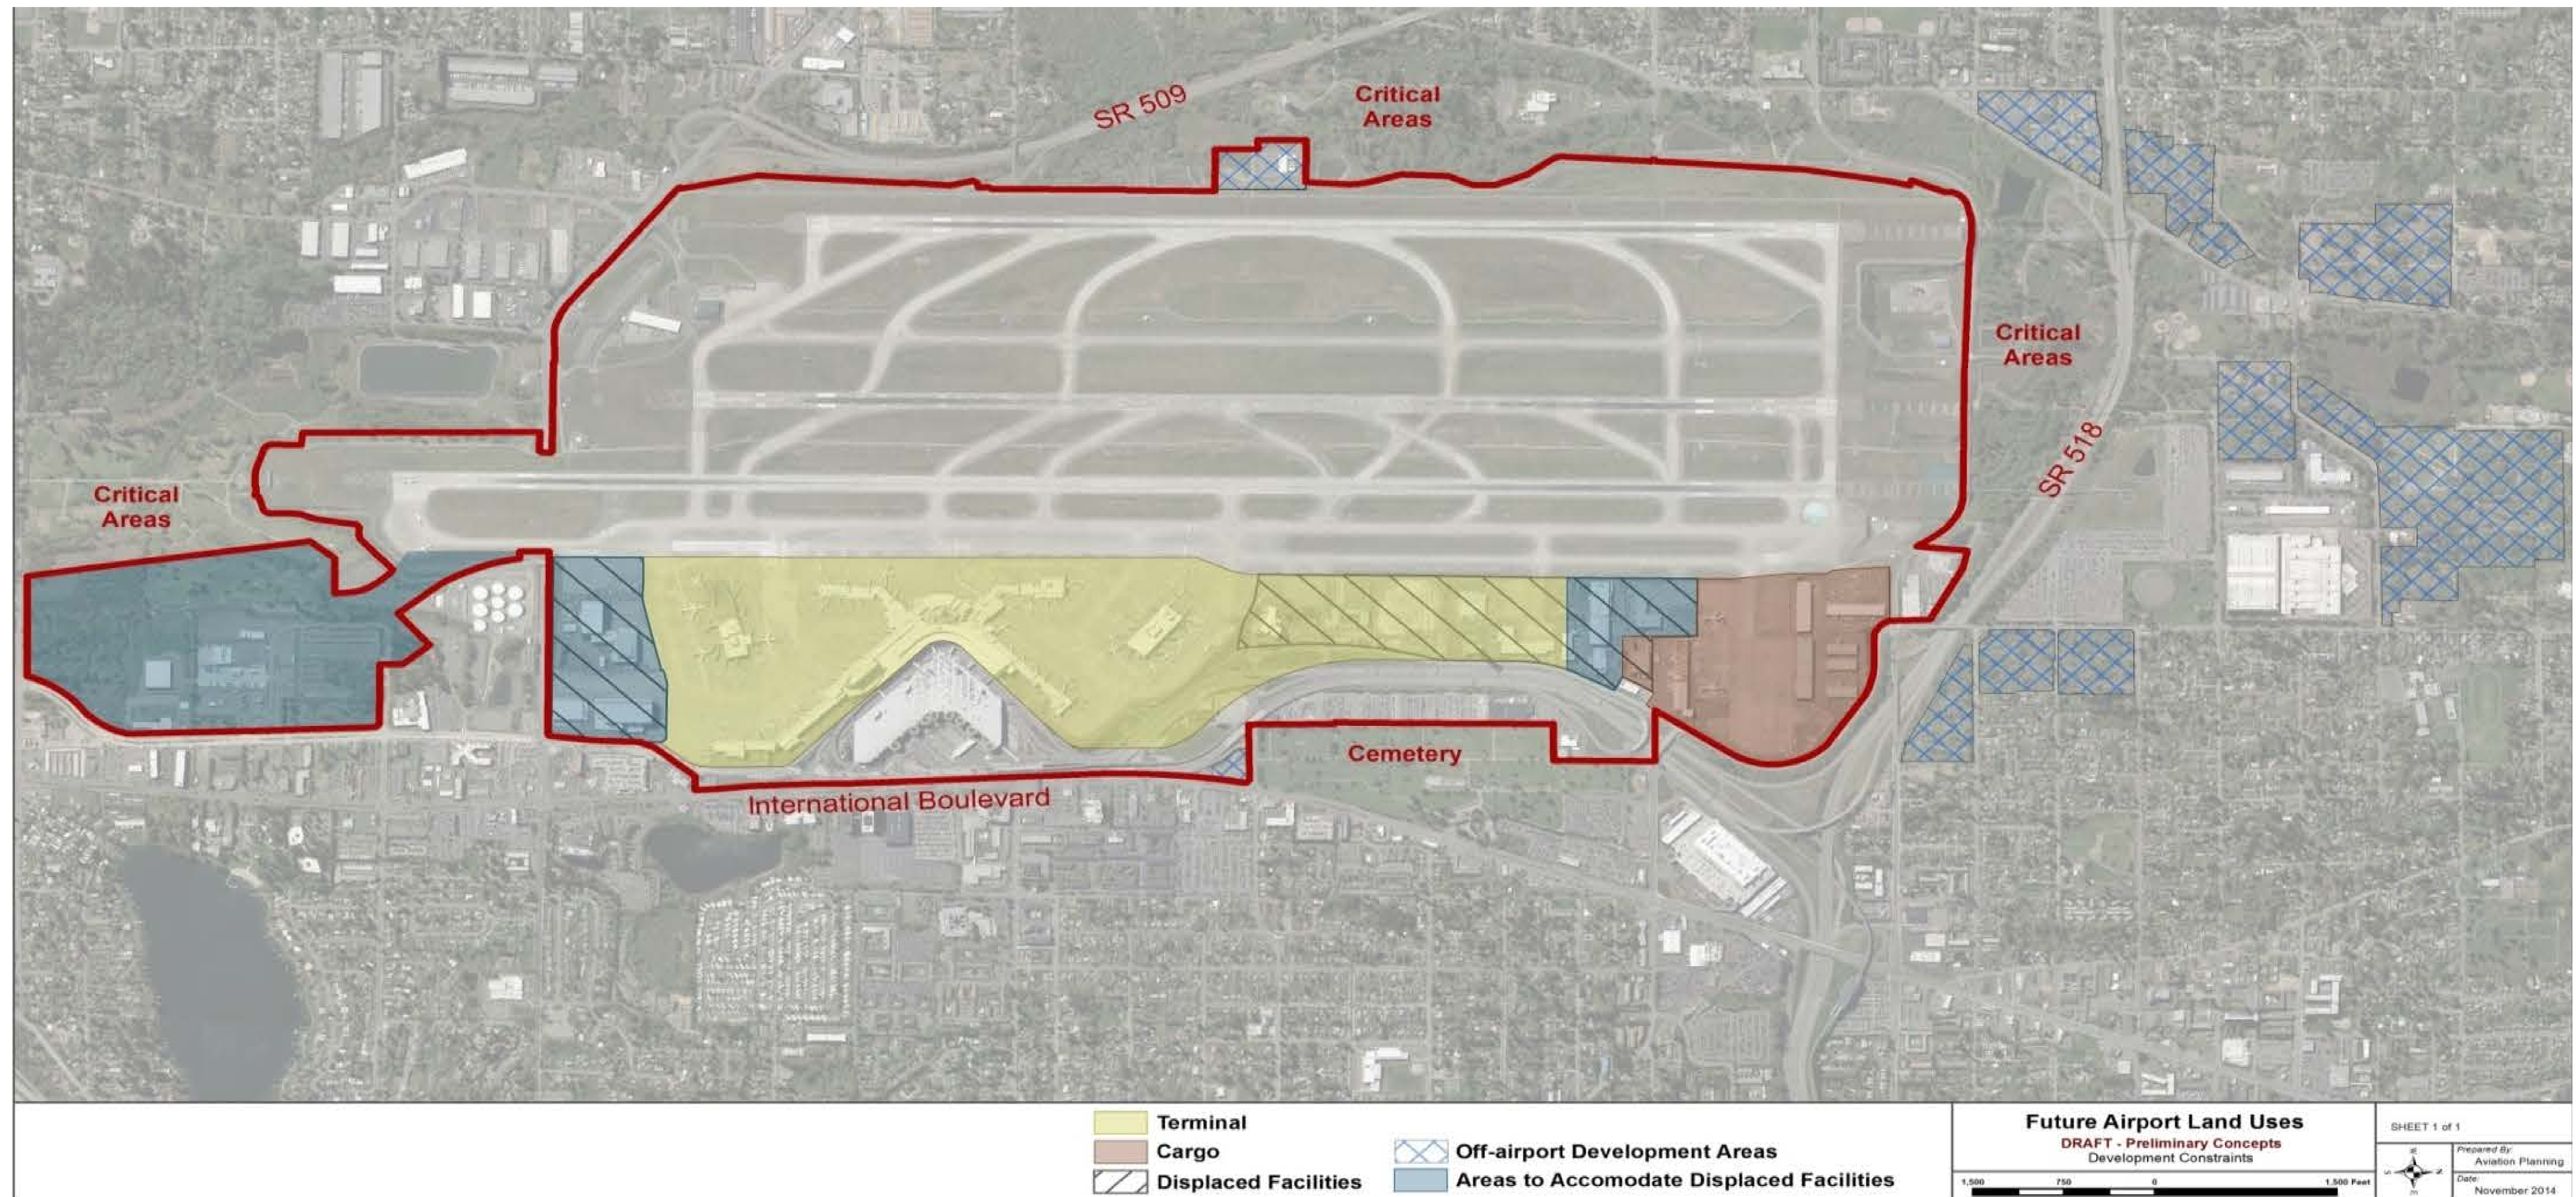 SR 509
Critical
Areas
Critical
Areas
SR 518
Critical
Areas
Cemetery
International Boulevard
Terminal
Cargo
Displaced Facilities
Off-airport Development Areas
Areas to Accomodate Displaced Facilities
Future Airport Land Uses
DRAFT - Preliminary Concepts
Development Constraints
1,500 750 0 1,500 Feet
SHEET 1 of 1
W
S N
E
Prepared By:
Aviation Planning
Date:
November 2014